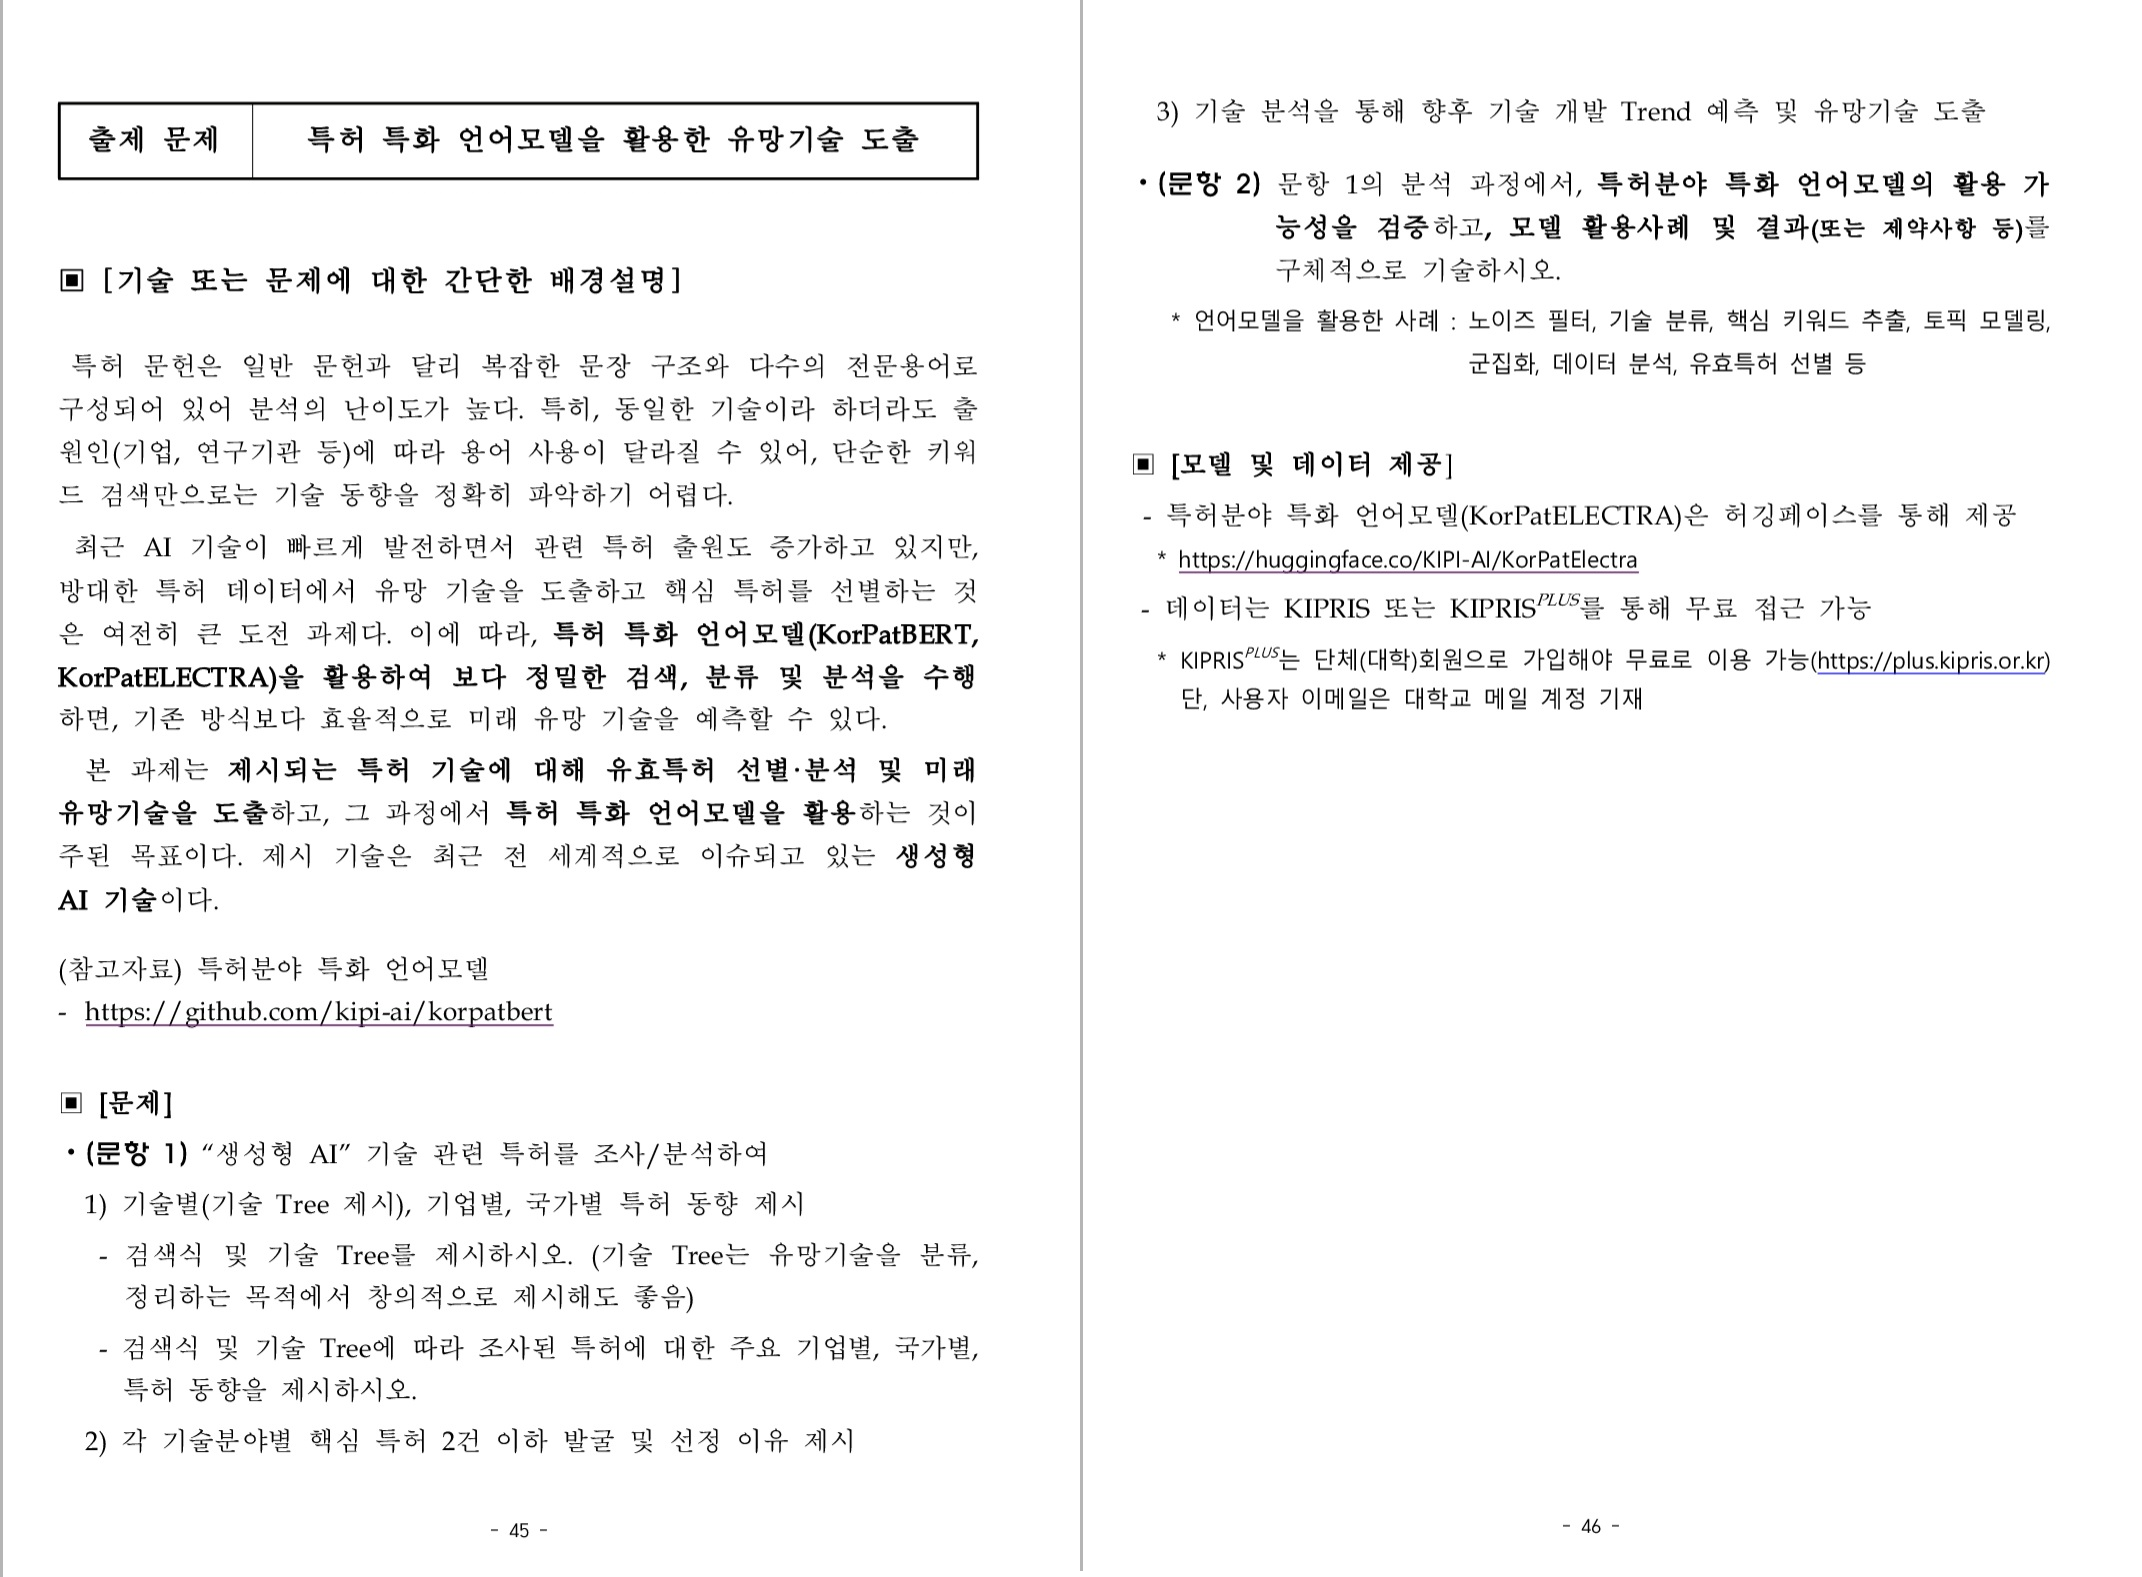 출제 문제
특허 특화 언어모델을 활용한 유망기술 도출
▣ [기술 또는 문제에 대한 간단한 배경설명]
특허 문헌은 일반 문헌과 달리 복잡한 문장 구조와 다수의 전문용어로
구성되어 있어 분석의 난이도가 높다. 특히, 동일한 기술이라 하더라도 출
원인(기업, 연구기관 등)에 따라 용어 사용이 달라질 수 있어, 단순한 키워
드 검색만으로는 기술 동향을 정확히 파악하기 어렵다.
최근 AI 기술이 빠르게 발전하면서 관련 특허 출원도 증가하고 있지만,
방대한 특허 데이터에서 유망 기술을 도출하고 핵심 특허를 선별하는 것
은 여전히 큰 도전 과제다. 이에 따라, 특허 특화 언어모델(KorPatBERT,
KorPatELECTRA)을 활용하여 보다 정밀한 검색, 분류 및 분석을 수행
하면, 기존 방식보다 효율적으로 미래 유망 기술을 예측할 수 있다.
본 과제는 제시되는 특허 기술에 대해 유효특허 선별·분석 및 미래
유망기술을 도출하고, 그 과정에서 특허 특화 언어모델을 활용하는 것이
주된 목표이다. 제시 기술은 최근 전 세계적으로 이슈되고 있는 생성형
AI 기술이다.
(참고자료) 특허분야 특화 언어모델
- https://github.com/kipi-ai/korpatbert
▣ [문제]
・(문항 1) “생성형 AI” 기술 관련 특허를 조사/분석하여
1) 기술별(기술 Tree 제시), 기업별, 국가별 특허 동향 제시
- 검색식 및 기술 Tree를 제시하시오. (기술 Tree는 유망기술을 분류,
정리하는 목적에서 창의적으로 제시해도 좋음)
- 검색식 및 기술 Tree에 따라 조사된 특허에 대한 주요 기업별, 국가별,
특허 동향을 제시하시오.
2) 각 기술분야별 핵심 특허 2건 이하 발굴 및 선정 이유 제시
- 45 -
3) 기술 분석을 통해 향후 기술 개발 Trend 예측 및 유망기술 도출
・(문항 2) 문항 1의 분석 과정에서, 특허분야 특화 언어모델의 활용 가
능성을 검증하고, 모델 활용사례 및 결과(또는 제약사항 등)를
구체적으로 기술하시오.
* 언어모델을 활용한 사례 : 노이즈 필터, 기술 분류, 핵심 키워드 추출, 토픽 모델링,
군집화, 데이터 분석, 유효특허 선별 등
▣ [모델 및 데이터 제공]
- 특허분야 특화 언어모델(KorPatELECTRA)은 허깅페이스를 통해 제공
* https://huggingface.co/KIPI-AI/KorPatElectra
- 데이터는 KIPRIS 또는 KIPRISPLUS를 통해 무료 접근 가능
* KIPRISPLUS는 단체(대학)회원으로 가입해야 무료로 이용 가능(https://plus.kipris.or.kr)
단, 사용자 이메일은 대학교 메일 계정 기재
- 46 -